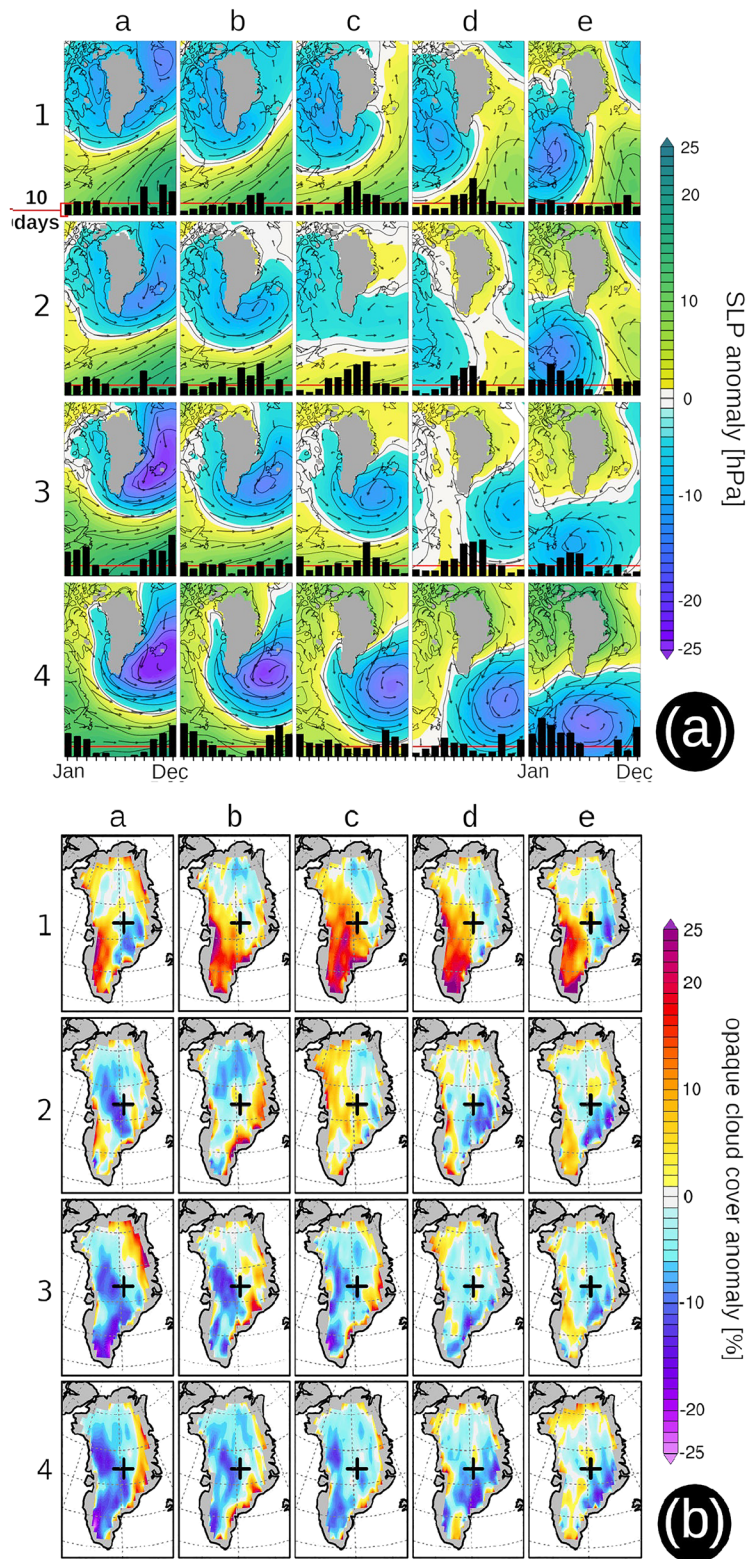 a b c d e
1
10
days
2
3
4
Jan Dec Jan Dec
25
20
10
0
-10
-20
-25
SLP anomaly [hPa]
(a)
a b c d e
1
2
3
4
25
20
10
0
-10
-20
-25
opaque cloud cover anomaly [%]
(b)